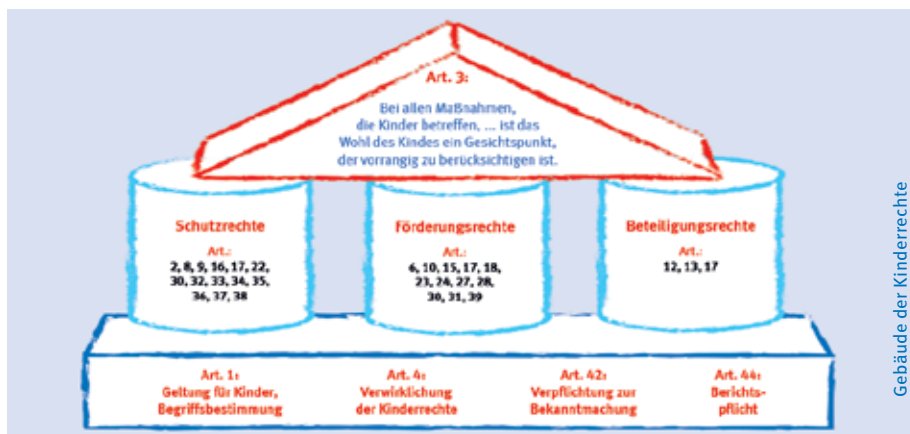 Art. 3:
Bei allen Maßnahmen,
die Kinder betreffen, ... ist das
Wohl des Kindes ein Gesichtspunkt,
der vorrangig zu berücksichtigen ist.
Schutzrechte
Art.:
2, 8, 9, 16, 17, 22,
30, 32, 33, 34, 35,
36, 37, 38
Förderungsrechte
Art.:
6, 10, 15, 17, 18,
23, 24, 27, 28,
30, 31, 39
Beteiligungsrechte
Art.:
12, 13, 17
Art. 1:
Geltung für Kinder,
Begriffsbestimmung
Art. 4:
Verwirklichung
der Kinderrechte
Art. 42:
Verpflichtung zur
Bekanntmachung
Art. 44:
Berichts-
pflicht
Gebäude der Kinderrechte